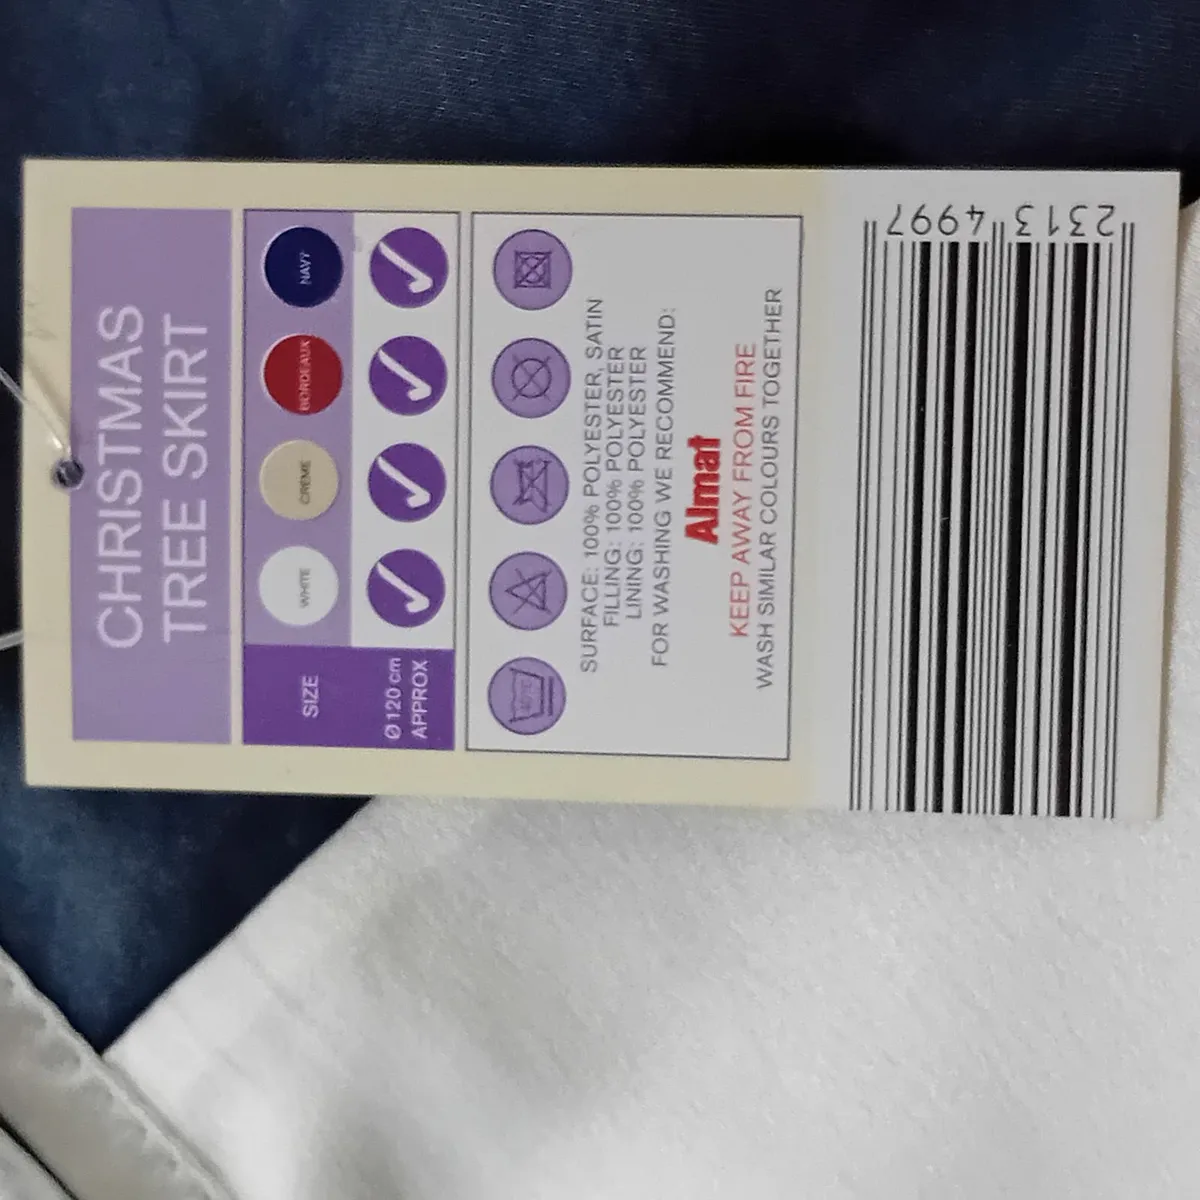 CHRISTMAS
TREE SKIRT
SIZE
WHITE
CREME
BORDEAUX
NAVY
Ø 120 cm
APPROX
40°C
SURFACE: 100% POLYESTER, SATIN
FILLING: 100% POLYESTER
LINING: 100% POLYESTER
FOR WASHING WE RECOMMEND:
Almat
KEEP AWAY FROM FIRE
WASH SIMILAR COLOURS TOGETHER
2313 4997